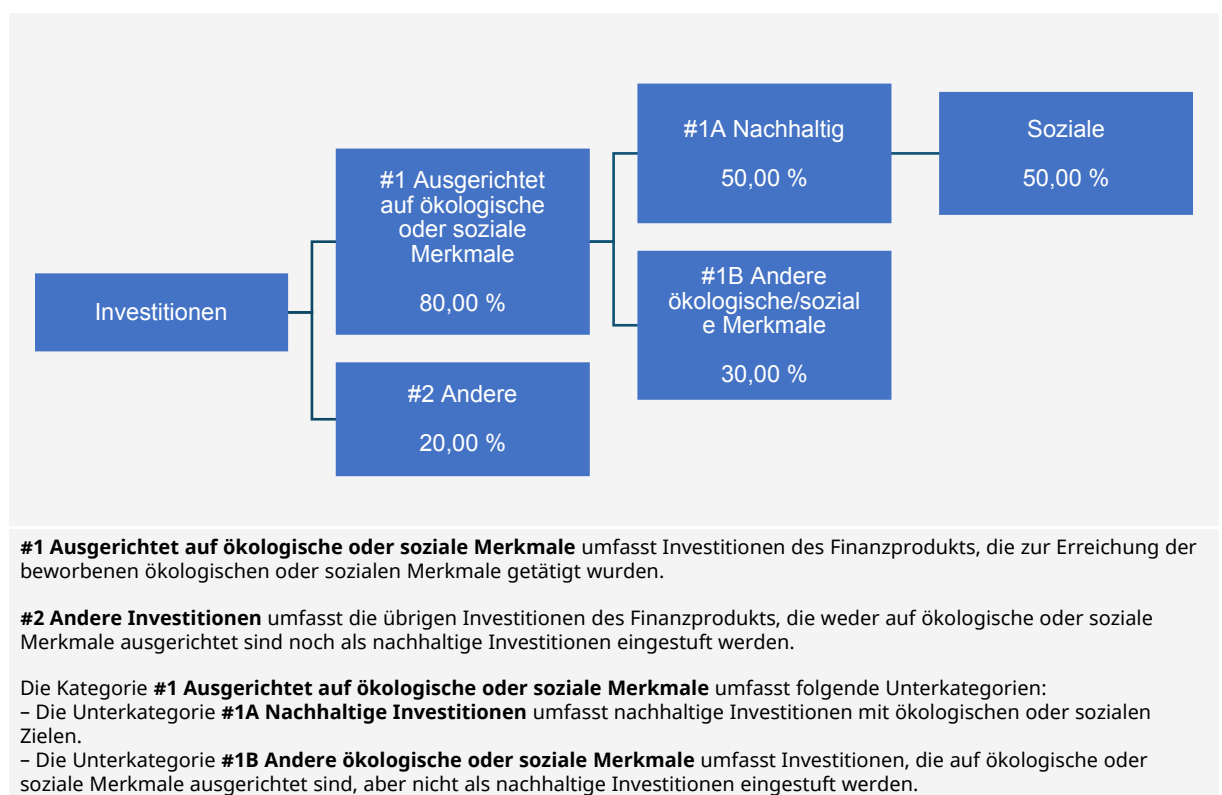 #1A Nachhaltig
50,00 %
Soziale
50,00 %
#1 Ausgerichtet
auf ökologische
oder soziale
Merkmale
80,00 %
#1B Andere
ökologische/sozial
e Merkmale
30,00 %
Investitionen
#2 Andere
20,00 %
#1 Ausgerichtet auf ökologische oder soziale Merkmale umfasst Investitionen des Finanzprodukts, die zur Erreichung der
beworbenen ökologischen oder sozialen Merkmale getätigt wurden.
#2 Andere Investitionen umfasst die übrigen Investitionen des Finanzprodukts, die weder auf ökologische oder soziale
Merkmale ausgerichtet sind noch als nachhaltige Investitionen eingestuft werden.
Die Kategorie #1 Ausgerichtet auf ökologische oder soziale Merkmale umfasst folgende Unterkategorien:
– Die Unterkategorie #1A Nachhaltige Investitionen umfasst nachhaltige Investitionen mit ökologischen oder sozialen
Zielen.
– Die Unterkategorie #1B Andere ökologische oder soziale Merkmale umfasst Investitionen, die auf ökologische oder
soziale Merkmale ausgerichtet sind, aber nicht als nachhaltige Investitionen eingestuft werden.